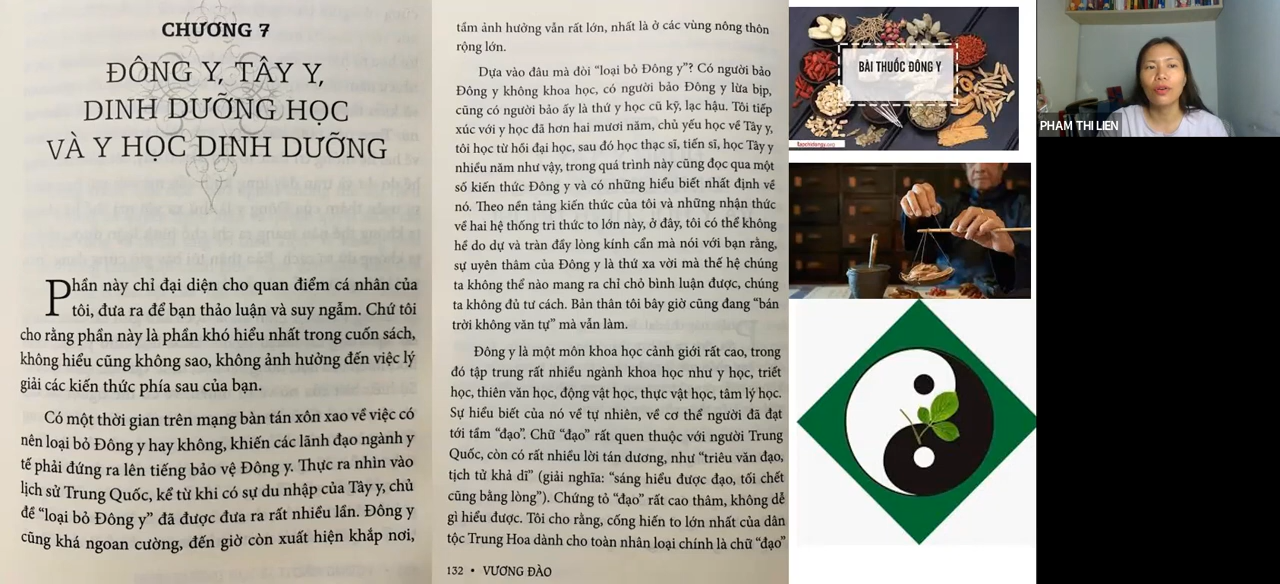 CHƯƠNG 7
ĐÔNG Y, TÂY Y,
DINH DƯỠNG HỌC
VÀ Y HỌC DINH DƯỠNG
Phần này chỉ đại diện cho quan điểm cá nhân của
tôi, đưa ra để bạn thảo luận và suy ngẫm. Chứ tôi
cho rằng phần này là phần khó hiểu nhất trong cuốn sách,
không hiểu cũng không sao, không ảnh hưởng đến việc lý
giải các kiến thức phía sau của bạn.
Có một thời gian trên mạng bàn tán xôn xao về việc có
nên loại bỏ Đông y hay không, khiến các lãnh đạo ngành y
tế phải đứng ra lên tiếng bảo vệ Đông y. Thực ra nhìn vào
lịch sử Trung Quốc, kể từ khi có sự du nhập của Tây y, chủ
đề “loại bỏ Đông y” đã được đưa ra rất nhiều lần. Đông y
cũng khá ngoan cường, đến giờ còn xuất hiện khắp nơi,
tầm ảnh hưởng vẫn rất lớn, nhất là ở các vùng nông thôn
rộng lớn.
Dựa vào đâu mà đòi “loại bỏ Đông y”? Có người bảo
Đông y không khoa học, có người bảo Đông y lừa bịp,
cũng có người bảo ấy là thứ y học cũ kỹ, lạc hậu. Tôi tiếp
xúc với y học đã hơn hai mươi năm, chủ yếu học về Tây y,
tôi học từ hồi đại học, sau đó học thạc sĩ, tiến sĩ, học Tây y
nhiều năm như vậy, trong quá trình này cũng đọc qua một
số kiến thức Đông y và có những hiểu biết nhất định về
nó. Theo nền tảng kiến thức của tôi và những nhận thức
về hai hệ thống tri thức to lớn này, ở đây, tôi có thể không
hề do dự và tràn đầy lòng kính cẩn mà nói với bạn rằng,
sự uyên thâm của Đông y là thứ xa vời mà thế hệ chúng
ta không thể nào mang ra chỉ chỏ bình luận được, chúng
ta không đủ tư cách. Bản thân tôi bây giờ cũng đang “bán
trời không văn tự” mà vẫn làm.
Đông y là một môn khoa học cảnh giới rất cao, trong
đó tập trung rất nhiều ngành khoa học như y học, triết
học, thiên văn học, động vật học, thực vật học, tâm lý học.
Sự hiểu biết của nó về tự nhiên, về cơ thể người đã đạt
tới tầm “đạo”. Chữ “đạo” rất quen thuộc với người Trung
Quốc, còn có rất nhiều lời tán dương, như “triêu văn đạo,
tịch tử khả dĩ” (giải nghĩa: “sáng hiểu được đạo, tối chết
cũng bằng lòng”). Chứng tỏ “đạo” rất cao thâm, không dễ
gì hiểu được. Tôi cho rằng, cống hiến to lớn nhất của dân
tộc Trung Hoa dành cho toàn nhân loại chính là chữ “đạo”
132 • VƯƠNG ĐÀO
BÀI THUỐC ĐÔNG Y
PHAM THI LIEN